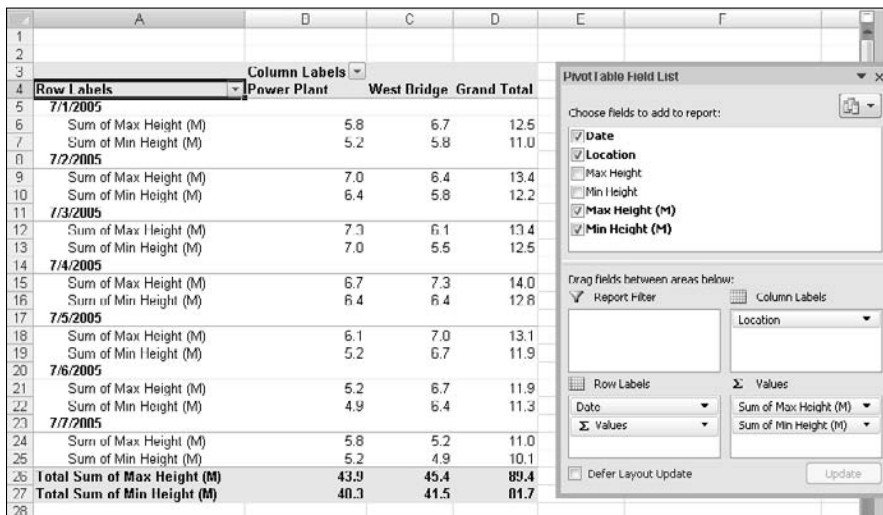 A B C D E F
1
2
3 Column Labels
4 Row Labels Power Plant West Bridge Grand Total
5 7/1/2005
6 Sum of Max Height (M) 5.8 6.7 12.5
7 Sum of Min Height (M) 5.2 5.8 11.0
8 7/2/2005
9 Sum of Max Height (M) 7.0 6.4 13.4
10 Sum of Min Height (M) 6.4 5.8 12.2
11 7/3/2005
12 Sum of Max Height (M) 7.3 6.1 13.4
13 Sum of Min Height (M) 7.0 5.5 12.5
14 7/4/2005
15 Sum of Max Height (M) 6.7 7.3 14.0
16 Sum of Min Height (M) 6.4 6.4 12.8
17 7/5/2005
18 Sum of Max Height (M) 6.1 7.0 13.1
19 Sum of Min Height (M) 5.2 6.7 11.9
20 7/6/2005
21 Sum of Max Height (M) 5.2 6.7 11.9
22 Sum of Min Height (M) 4.9 6.4 11.3
23 7/7/2005
24 Sum of Max Height (M) 5.8 5.2 11.0
25 Sum of Min Height (M) 5.2 4.9 10.1
26 Total Sum of Max Height (M) 43.9 45.4 89.4
27 Total Sum of Min Height (M) 40.3 41.5 81.7
28
PivotTable Field List
Choose fields to add to report:
Date
Location
Max Height
Min Height
Max Height (M)
Min Height (M)
Drag fields between areas below:
Report Filter Column Labels
Location
Row Labels Σ Values
Date Sum of Max Height (M)
Σ Values Sum of Min Height (M)
Defer Layout Update Update